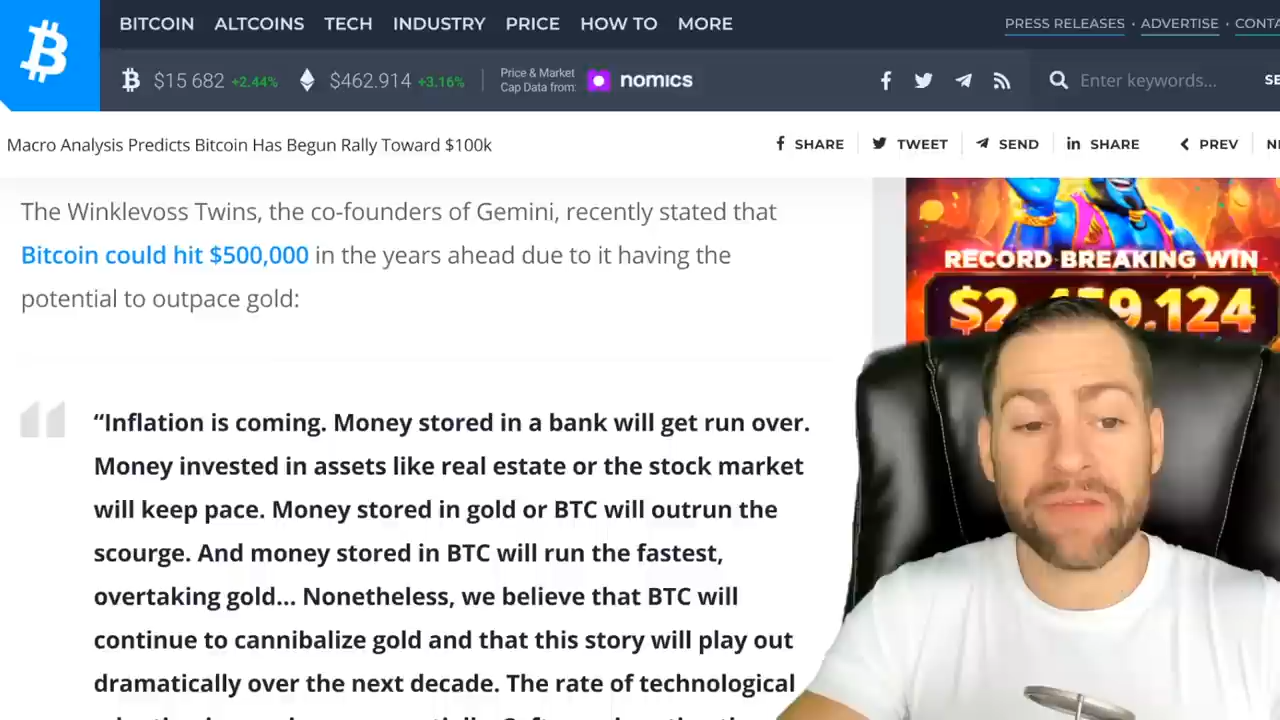 BITCOIN ALTCOINS TECH INDUSTRY PRICE HOW TO MORE
PRESS RELEASES · ADVERTISE ·
$15 682 +2.44% $462.914 +3.16%
Price & Market
Cap Data from:
nomics
Enter keywords...
Macro Analysis Predicts Bitcoin Has Begun Rally Toward $100k
SHARE TWEET SEND SHARE PREV
The Winklevoss Twins, the co-founders of Gemini, recently stated that
Bitcoin could hit $500,000 in the years ahead due to it having the
potential to outpace gold:
RECORD BREAKING WIN
“Inflation is coming. Money stored in a bank will get run over.
Money invested in assets like real estate or the stock market
will keep pace. Money stored in gold or BTC will outrun the
scourge. And money stored in BTC will run the fastest,
overtaking gold... Nonetheless, we believe that BTC will
continue to cannibalize gold and that this story will play out
dramatically over the next decade. The rate of technological